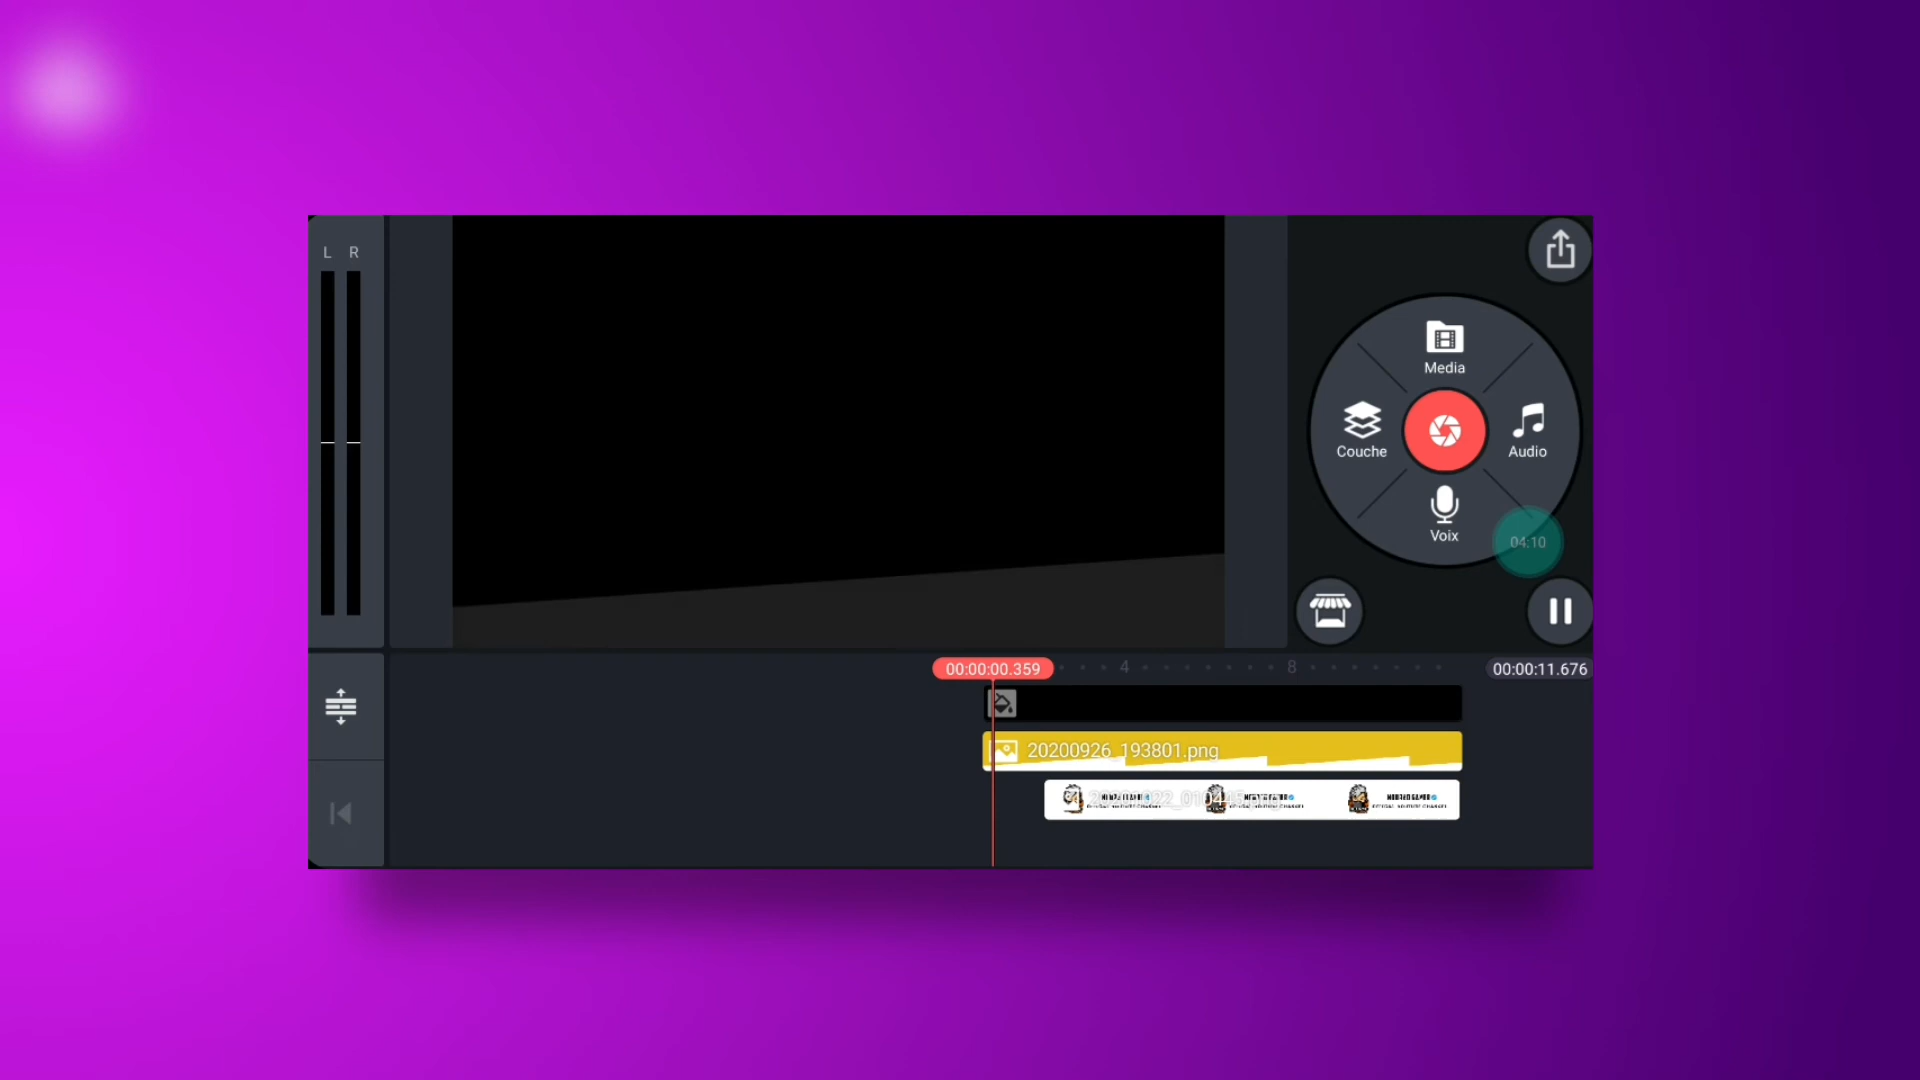 L R
Media
Couche
Audio
Voix
04:10
00:00:00.359
4
8
00:00:11.676
20200926_193801.png